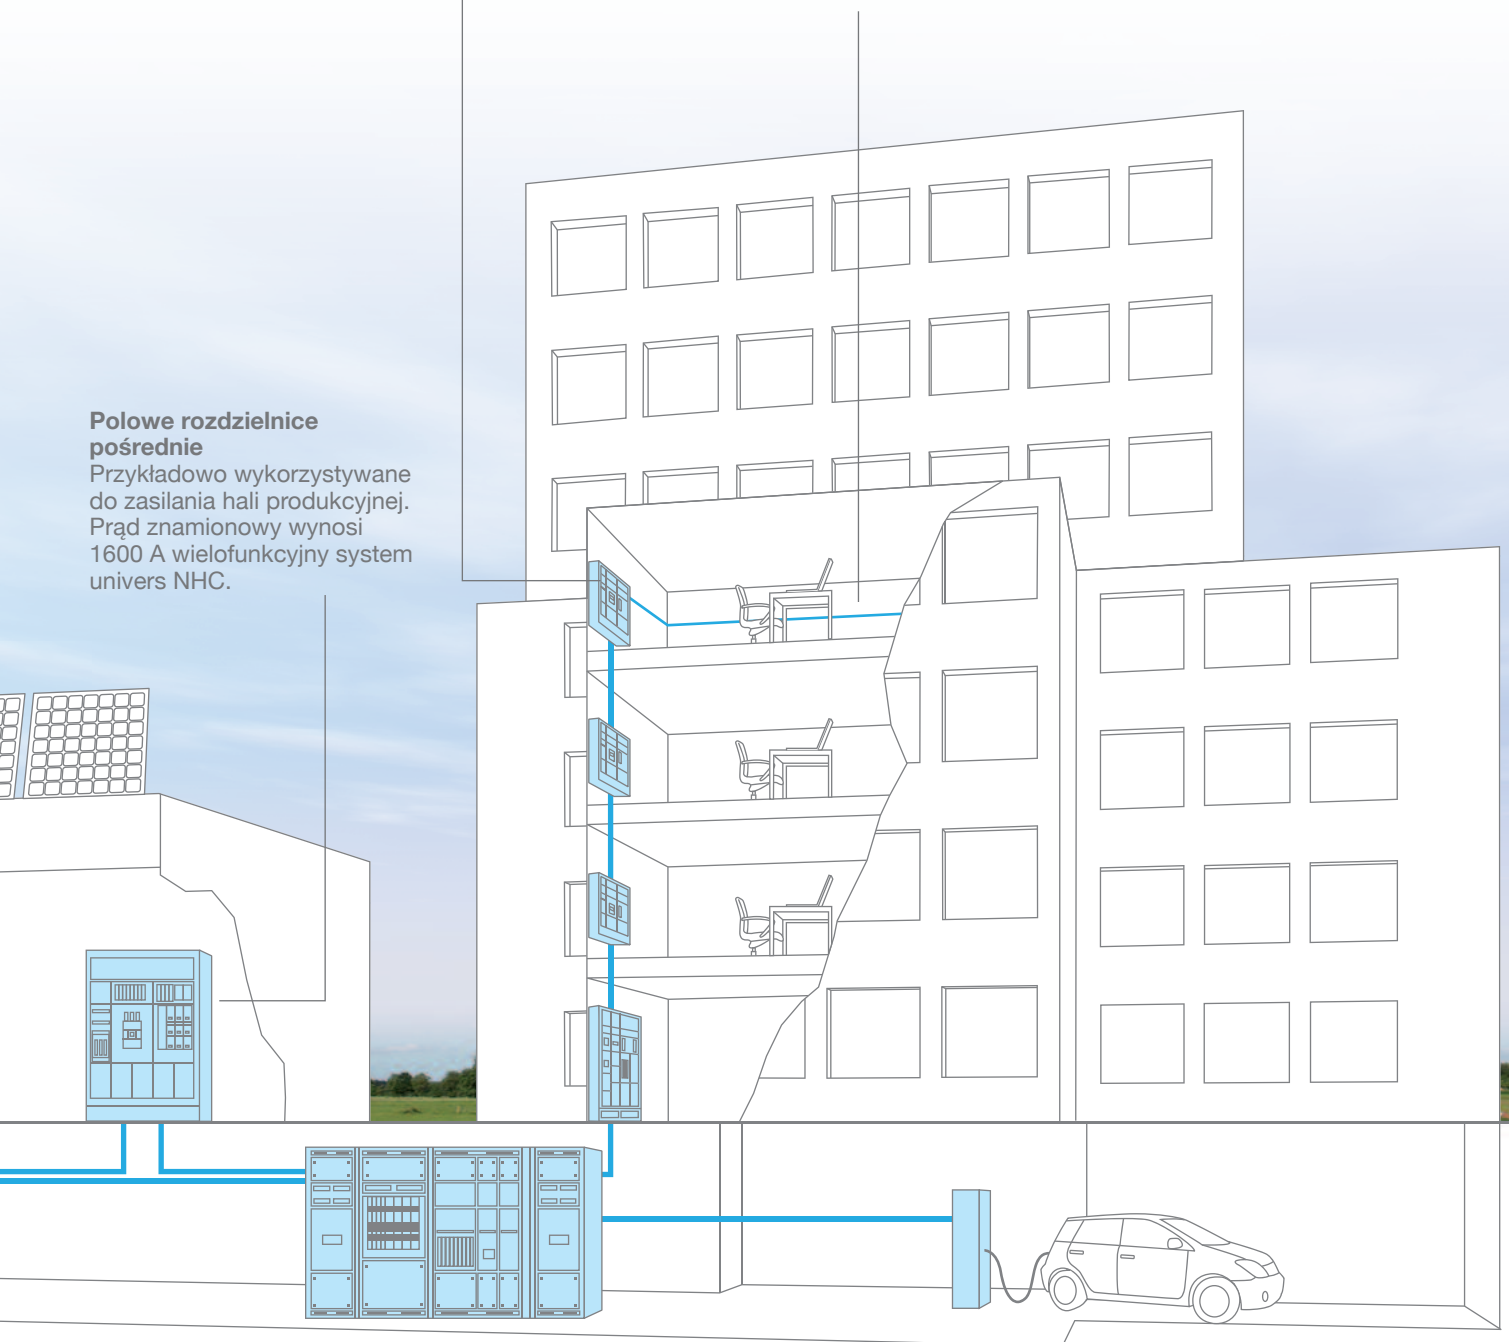 Polowe rozdzielnice
pośrednie
Przykładowo wykorzystywane
do zasilania hali produkcyjnej.
Prąd znamionowy wynosi
1600 A wielofunkcyjny system
univers NHC.